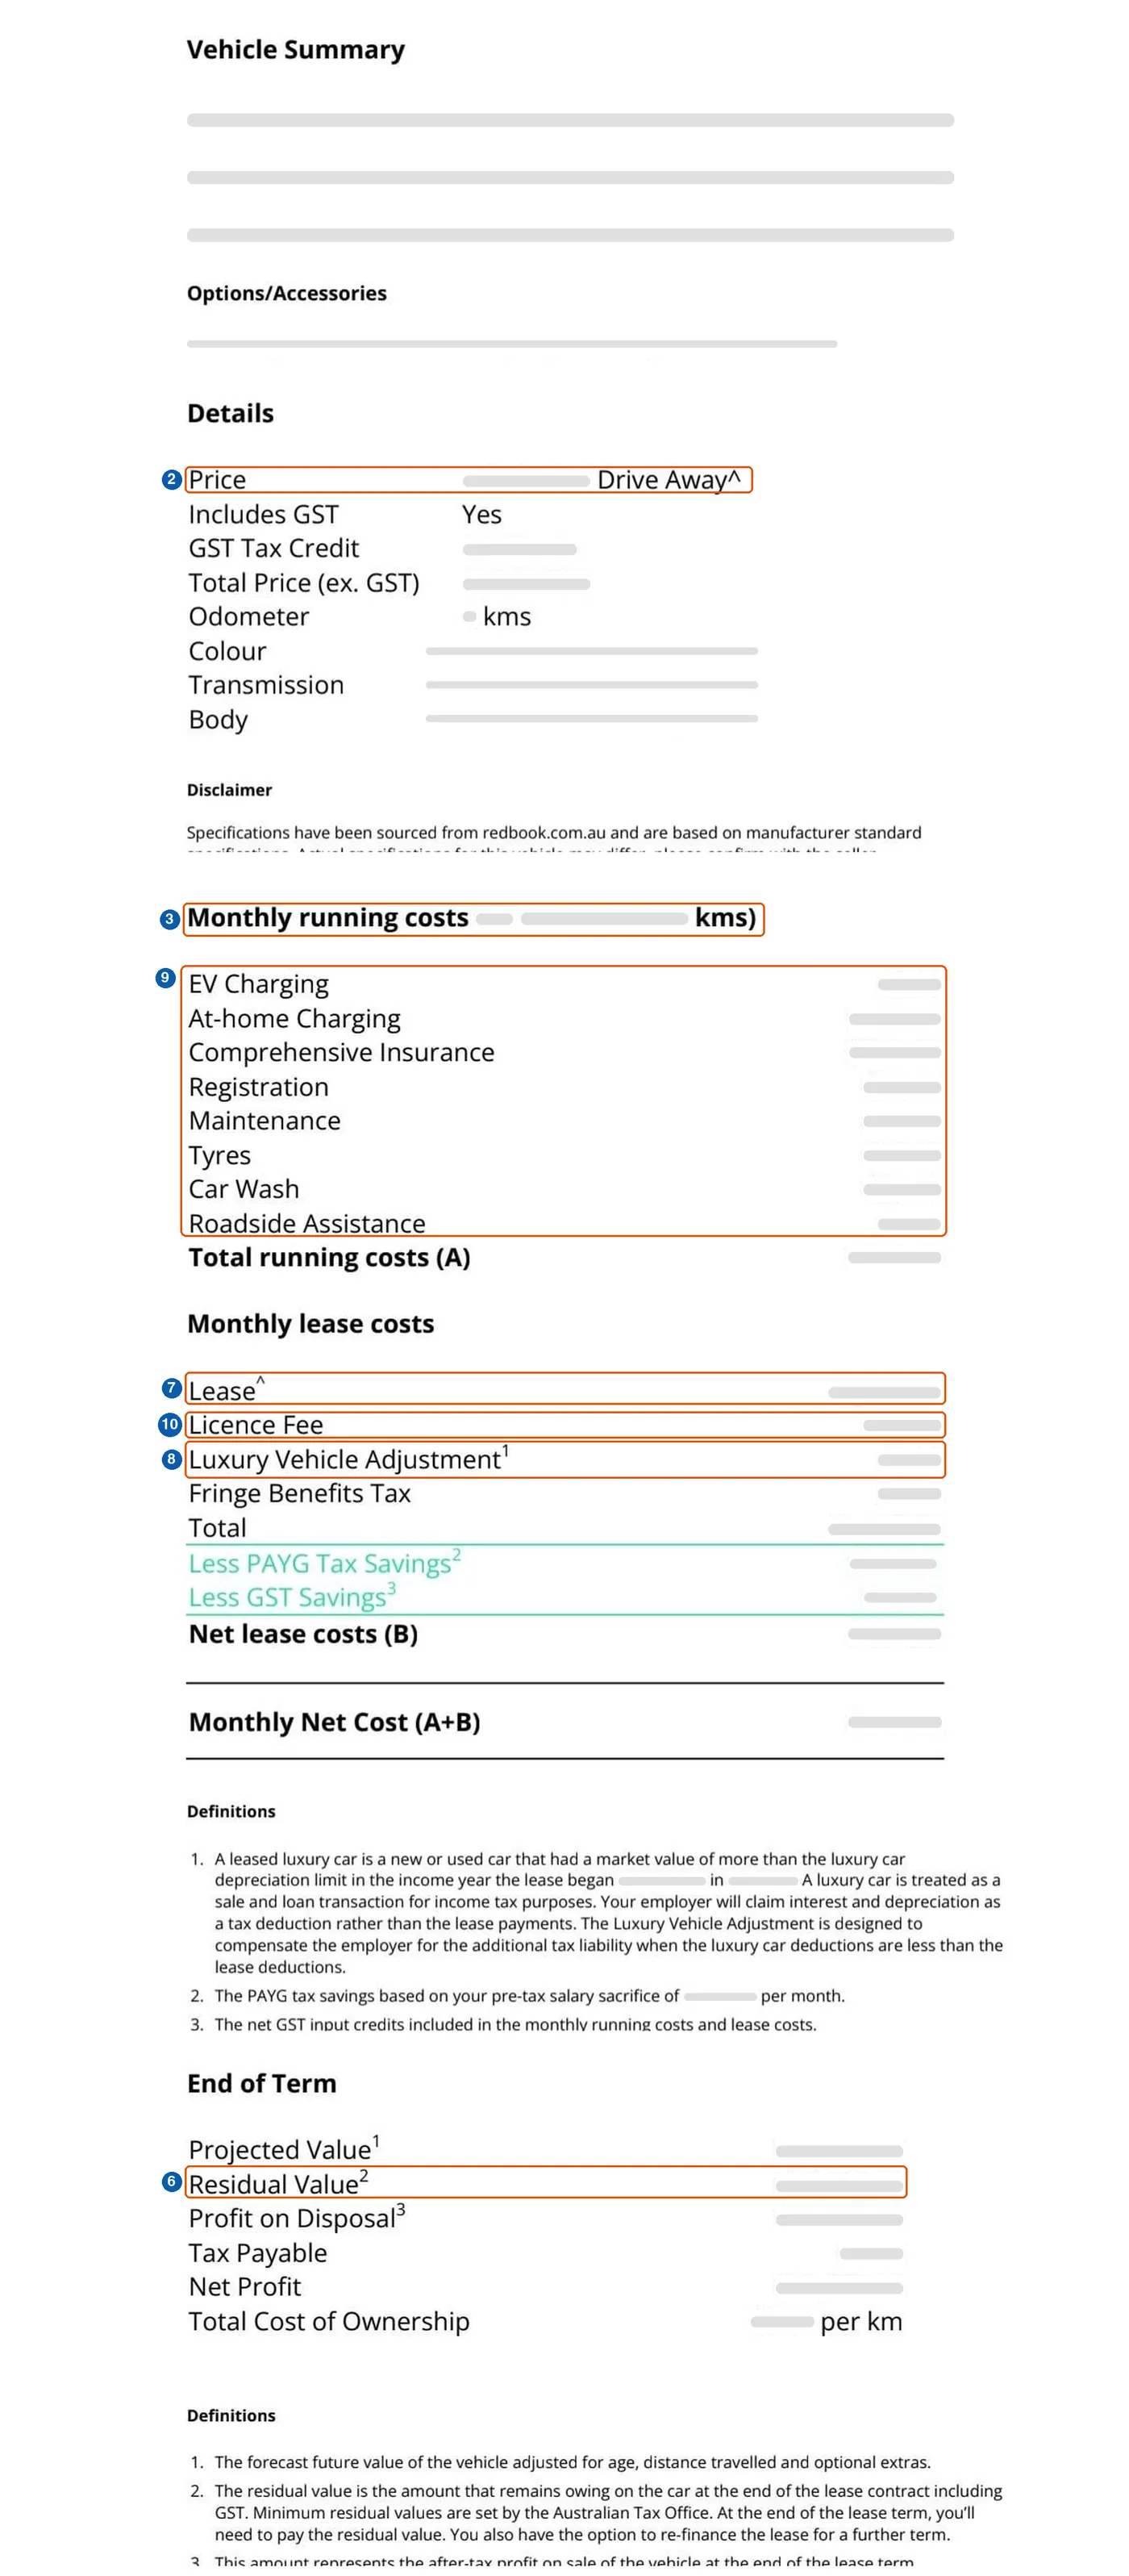 Vehicle Summary
Options/Accessories
Details
2 Price Drive Away^
Includes GST Yes
GST Tax Credit
Total Price (ex. GST)
Odometer kms
Colour
Transmission
Body
Disclaimer
Specifications have been sourced from redbook.com.au and are based on manufacturer standard
specifications. Actual specifications for this vehicle may differ, please confirm with the seller.
3 Monthly running costs kms)
9 EV Charging
At-home Charging
Comprehensive Insurance
Registration
Maintenance
Tyres
Car Wash
Roadside Assistance
Total running costs (A)
Monthly lease costs
7 Lease^
10 Licence Fee
8 Luxury Vehicle Adjustment¹
Fringe Benefits Tax
Total
Less PAYG Tax Savings²
Less GST Savings³
Net lease costs (B)
Monthly Net Cost (A+B)
Definitions
1. A leased luxury car is a new or used car that had a market value of more than the luxury car
depreciation limit in the income year the lease began in A luxury car is treated as a
sale and loan transaction for income tax purposes. Your employer will claim interest and depreciation as
a tax deduction rather than the lease payments. The Luxury Vehicle Adjustment is designed to
compensate the employer for the additional tax liability when the luxury car deductions are less than the
lease deductions.
2. The PAYG tax savings based on your pre-tax salary sacrifice of per month.
3. The net GST input credits included in the monthly running costs and lease costs.
End of Term
Projected Value¹
6 Residual Value²
Profit on Disposal³
Tax Payable
Net Profit
Total Cost of Ownership per km
Definitions
1. The forecast future value of the vehicle adjusted for age, distance travelled and optional extras.
2. The residual value is the amount that remains owing on the car at the end of the lease contract including
GST. Minimum residual values are set by the Australian Tax Office. At the end of the lease term, you'll
need to pay the residual value. You also have the option to re-finance the lease for a further term.
3. This amount represents the after-tax profit on sale of the vehicle at the end of the lease term